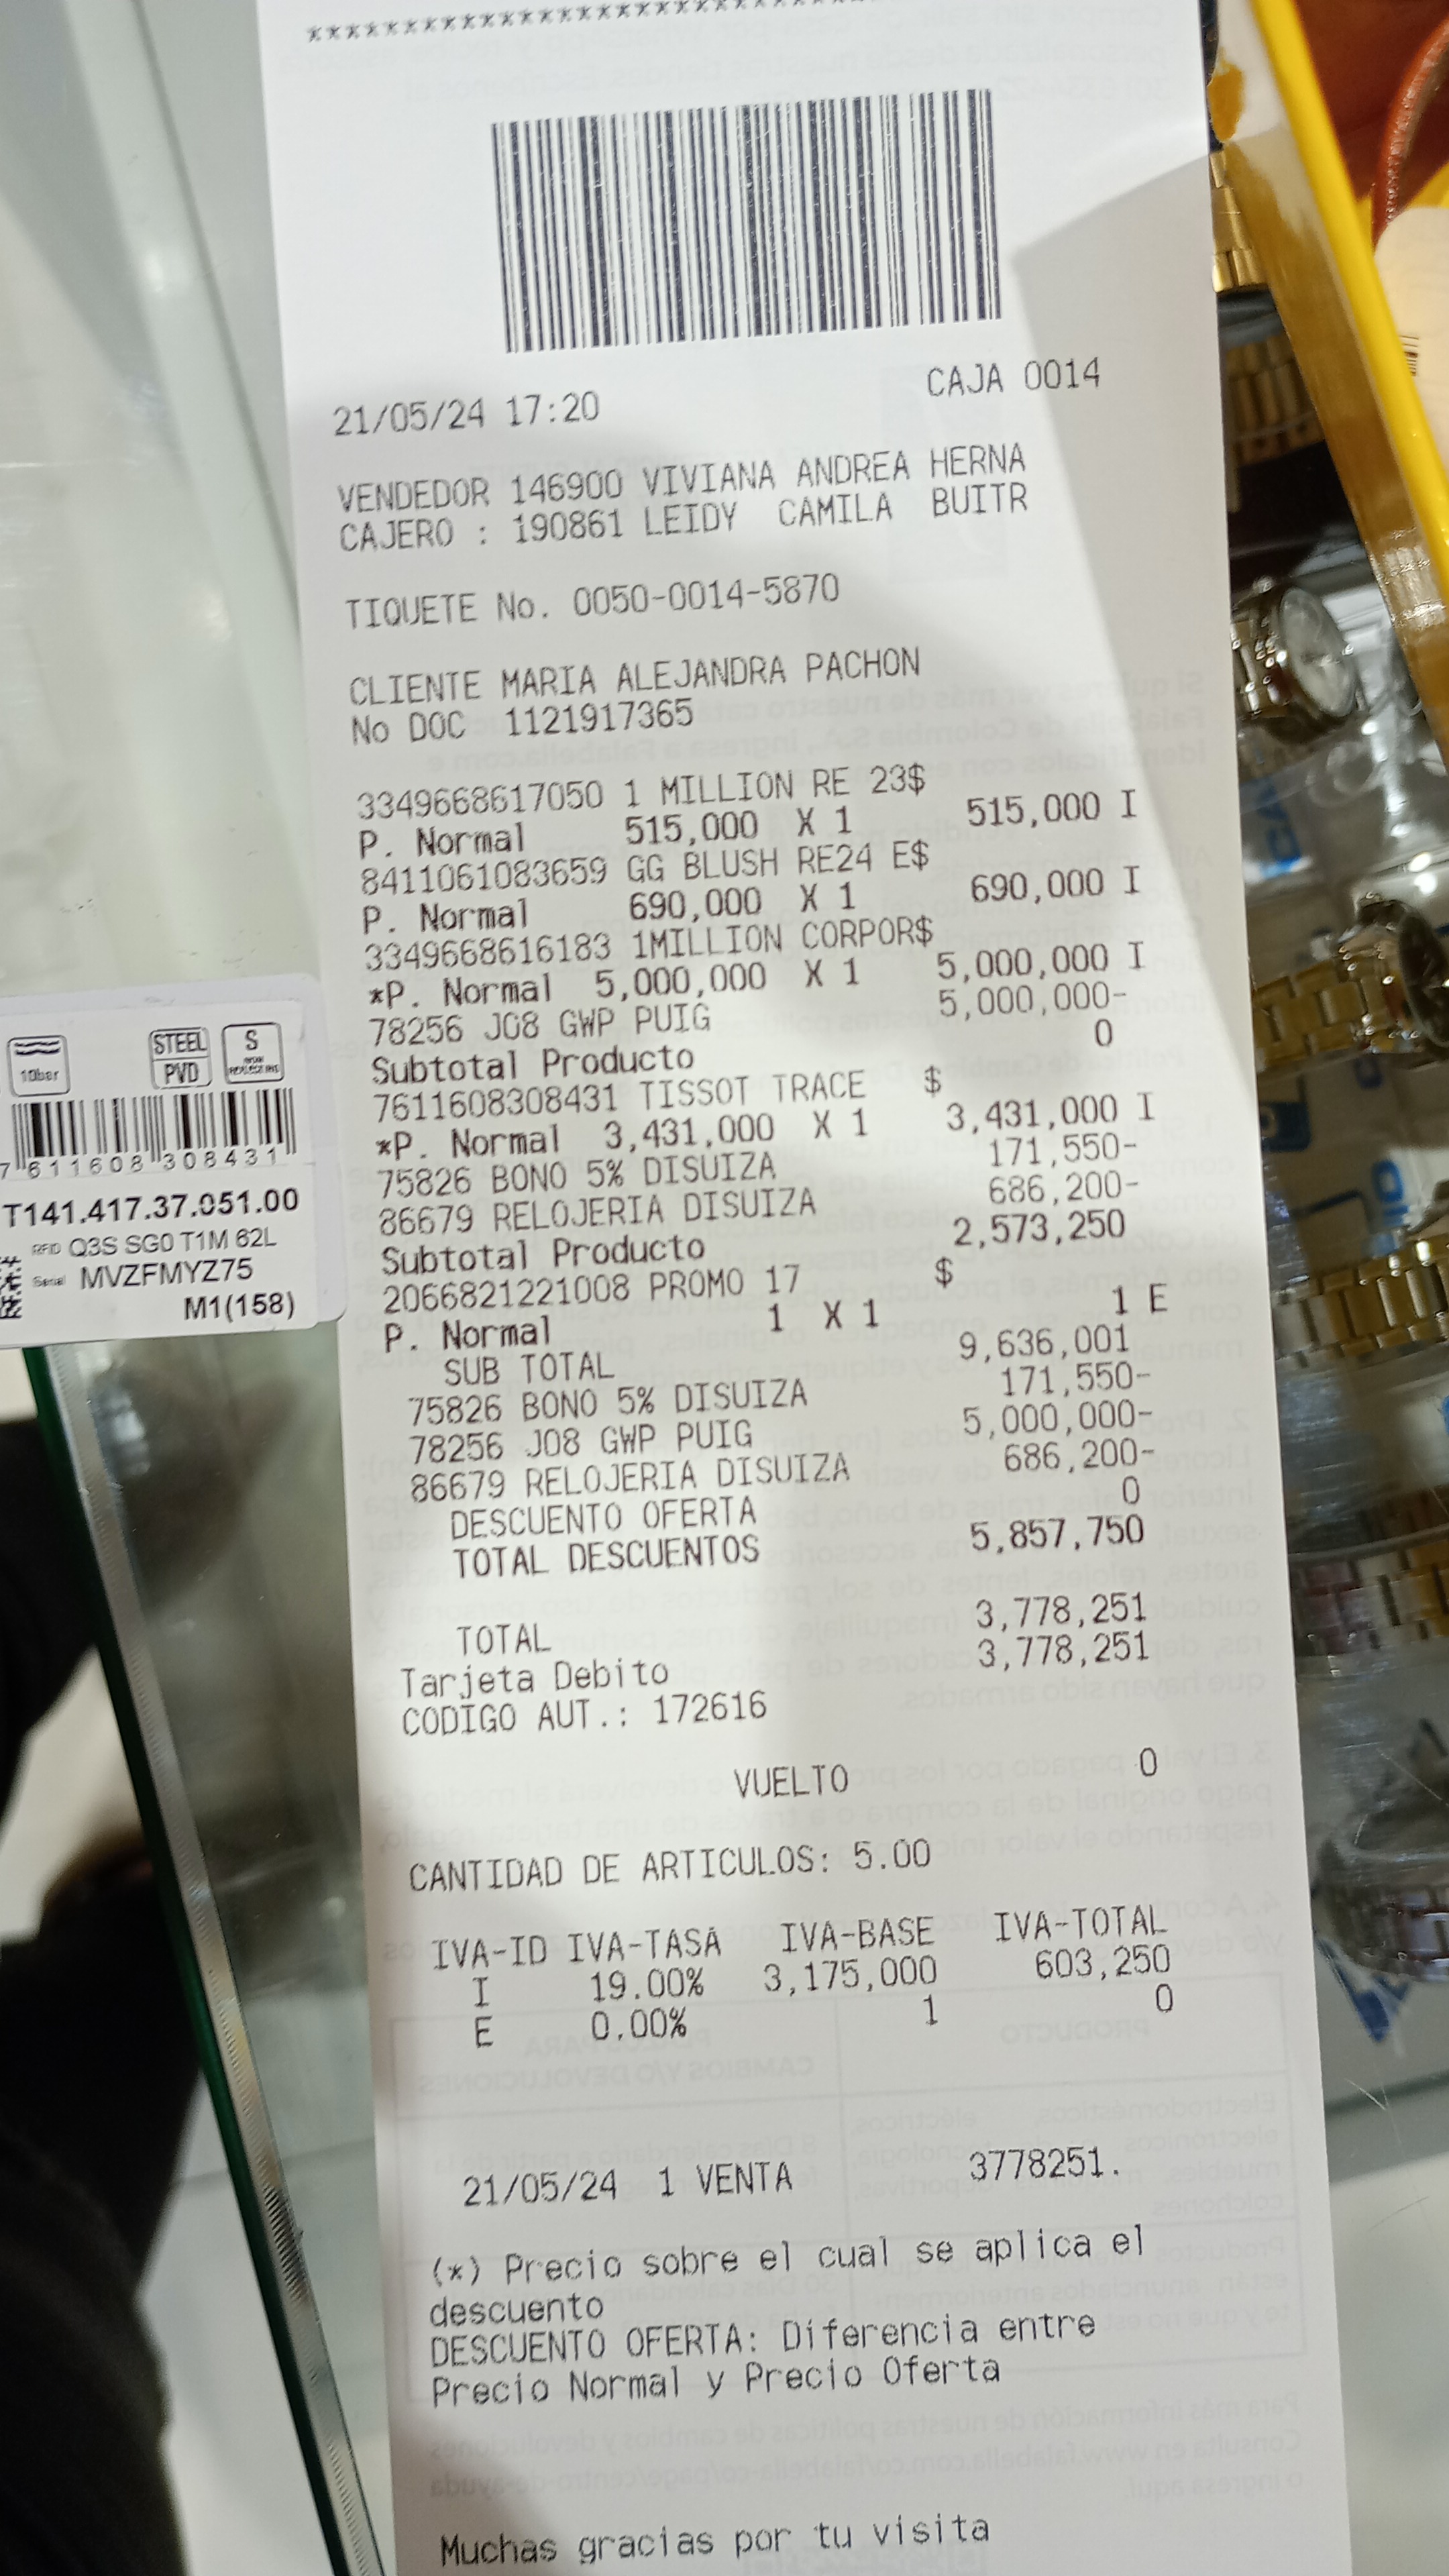 ********************************
21/05/24 17:20 CAJA 0014
VENDEDOR 146900 VIVIANA ANDREA HERNA
CAJERO : 190861 LEIDY CAMILA BUITR
TIQUETE No. 0050-0014-5870
CLIENTE MARIA ALEJANDRA PACHON
No DOC 1121917365
3349668617050 1 MILLION RE 23$
P. Normal 515,000 X 1 515,000 I
8411061083659 GG BLUSH RE24 E$
P. Normal 690,000 X 1 690,000 I
3349668616183 1MILLION CORPOR$
*P. Normal 5,000,000 X 1 5,000,000 I
78256 J08 GWP PUIG 5,000,000-
Subtotal Producto 0
7611608308431 TISSOT TRACE $
*P. Normal 3,431,000 X 1 3,431,000 I
75826 BONO 5% DISUIZA 171,550-
86679 RELOJERIA DISUIZA 686,200-
Subtotal Producto 2,573,250
2066821221008 PROMO 17 $
P. Normal 1 X 1 1 E
SUB TOTAL 9,636,001
75826 BONO 5% DISUIZA 171,550-
78256 J08 GWP PUIG 5,000,000-
86679 RELOJERIA DISUIZA 686,200-
DESCUENTO OFERTA 0
TOTAL DESCUENTOS 5,857,750
TOTAL 3,778,251
Tarjeta Debito 3,778,251
CODIGO AUT.: 172616
VUELTO 0
CANTIDAD DE ARTICULOS: 5.00
IVA-ID IVA-TASA IVA-BASE IVA-TOTAL
I 19.00% 3,175,000 603,250
E 0.00% 1 0
21/05/24 1 VENTA 3778251.
(*) Precio sobre el cual se aplica el
descuento
DESCUENTO OFERTA: Diferencia entre
Precio Normal y Precio Oferta
Muchas gracias por tu visita
10bar
STEEL
PVD
S
7 611608 308431
T141.417.37.051.00
RFID Q3S SG0 T1M 62L
Serial MVZFMYZ75
M1(158)